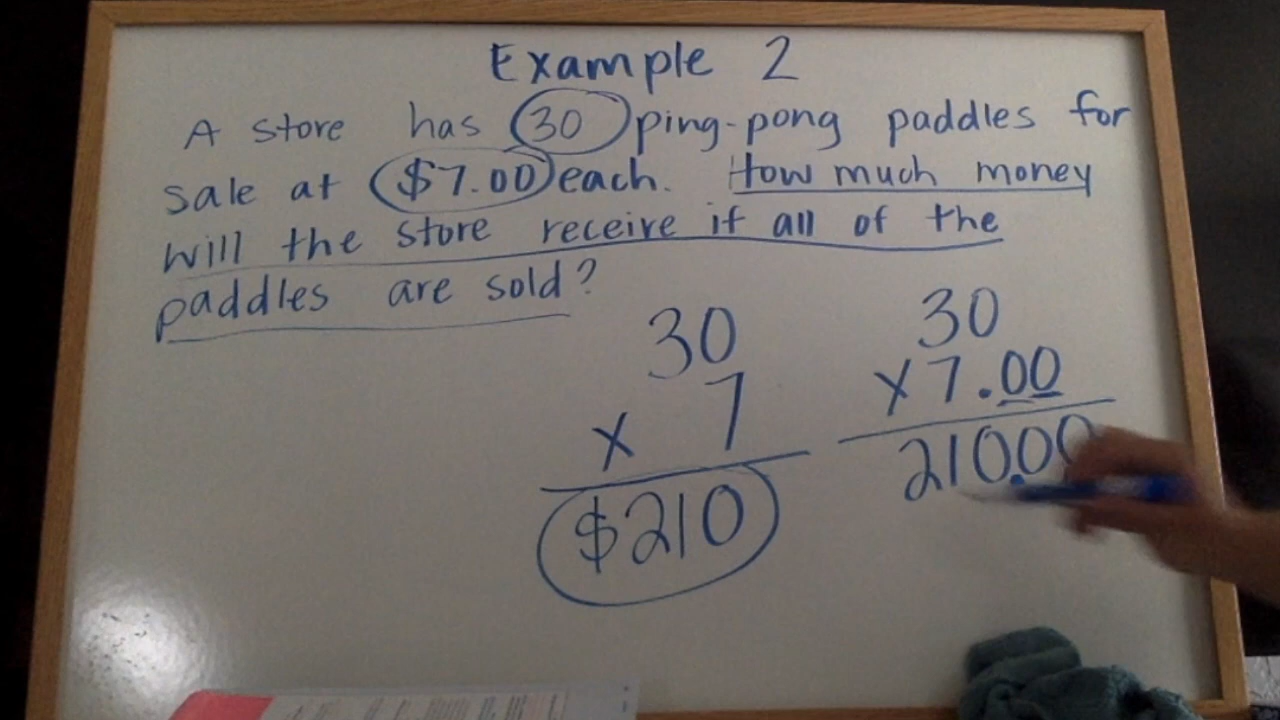 Example 2
A store has 30 ping-pong paddles for
sale at $7.00 each. How much money
will the store receive if all of the
paddles are sold?
30
x 7
$210
30
x 7.00
210.00